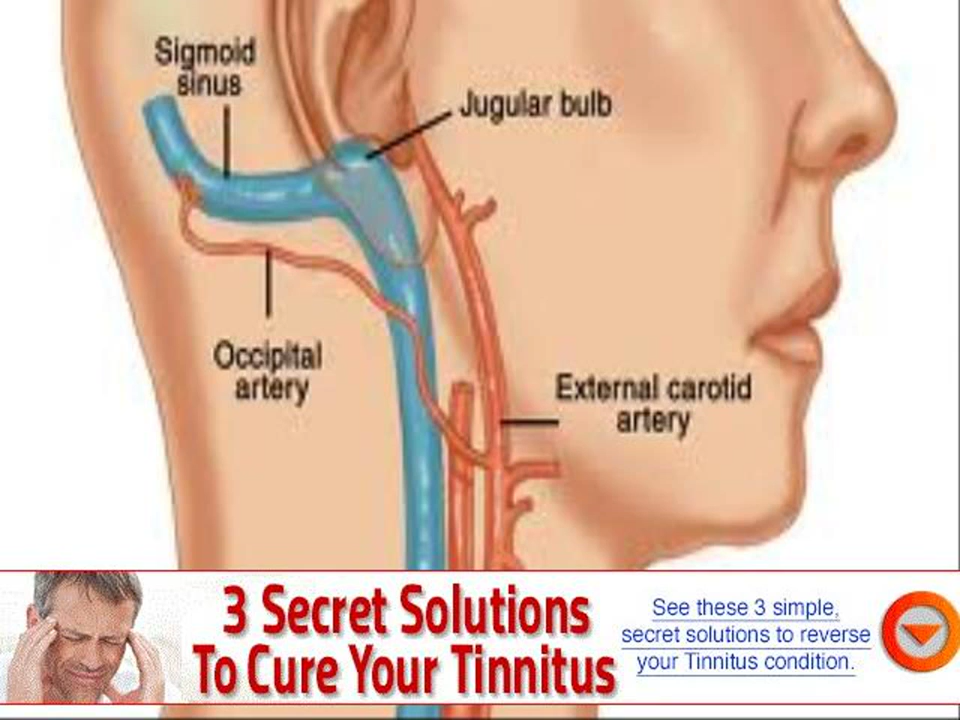 Sigmoid
sinus
Jugular bulb
Occipital
artery
External carotid
artery
3 Secret Solutions
To Cure Your Tinnitus
See these 3 simple,
secret solutions to reverse
your Tinnitus condition.